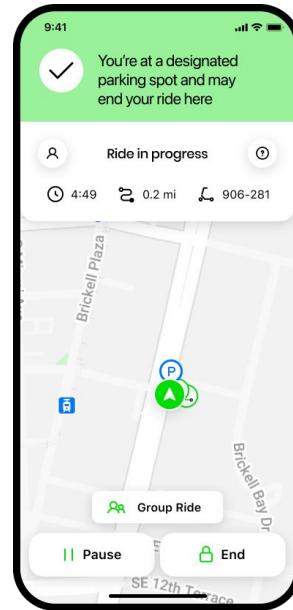 9:41
You're at a designated
parking spot and may
end your ride here
Ride in progress
4:49
0.2 mi
906-281
Brickell Plaza
P
Brickell Bay Dr
Group Ride
Pause
End
SE 12th Terrace